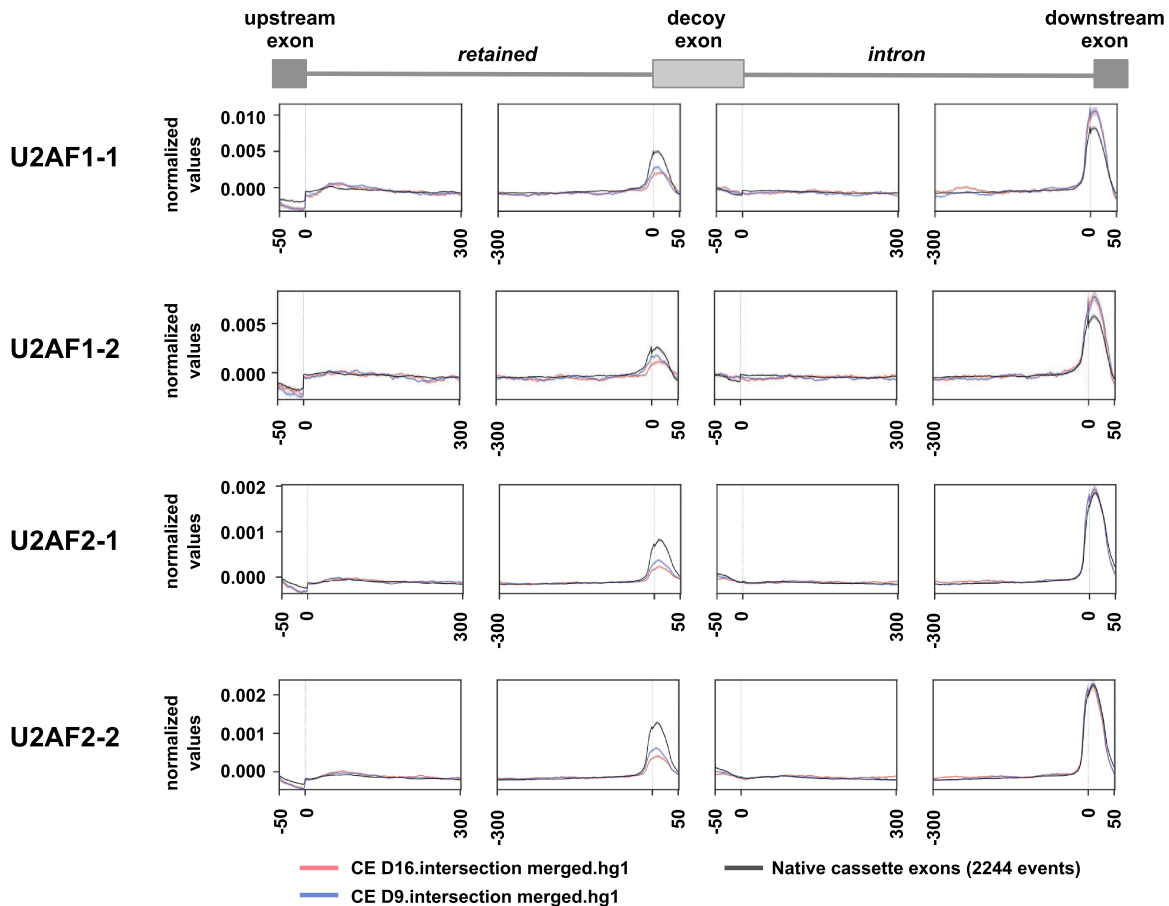 upstream exon
decoy exon
downstream exon
retained
intron
U2AF1-1
normalized values
0.010
0.005
0.000
-50 0 300 -300 0 50 -50 0 300 -300 0 50
U2AF1-2
normalized values
0.005
0.000
-50 0 300 -300 0 50 -50 0 300 -300 0 50
U2AF2-1
normalized values
0.002
0.001
0.000
-50 0 300 -300 50 -50 0 300 -300 0 50
U2AF2-2
normalized values
0.002
0.001
0.000
-50 0 300 -300 50 -50 0 300 -300 0 50
CE D16.intersection merged.hg1
Native cassette exons (2244 events)
CE D9.intersection merged.hg1